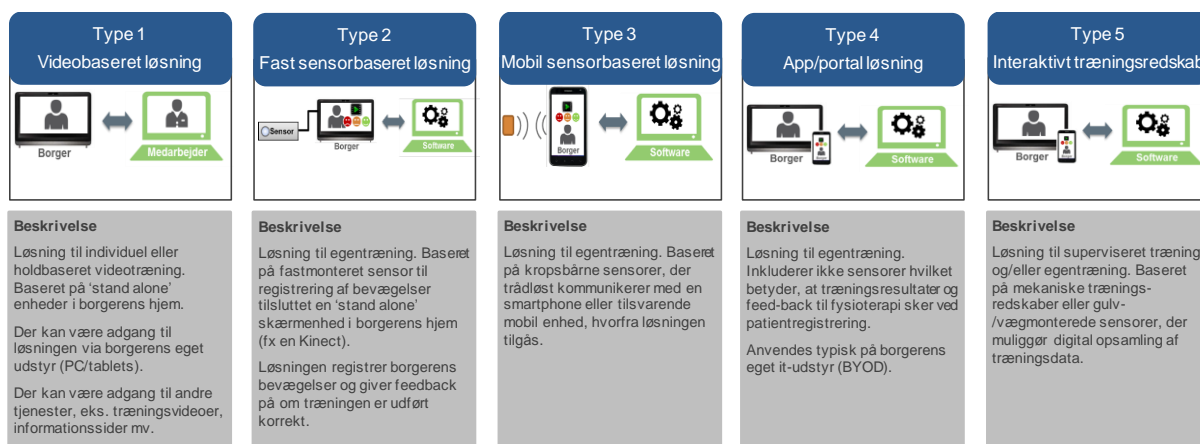 Type 1
Videobaseret løsning
Borger
Medarbejder
Beskrivelse
Løsning til individuel eller
holdbaseret videotræning.
Baseret på 'stand alone'
enheder i borgerens hjem.
Der kan være adgang til
løsningen via borgerens eget
udstyr (PC/tablets).
Der kan være adgang til andre
tjenester, eks. træningsvideoer,
informationssider mv.
Type 2
Fast sensorbaseret løsning
Sensor
Borger
Software
Beskrivelse
Løsning til egentræning. Baseret
på fastmonteret sensor til
registrering af bevægelser
tilsluttet en 'stand alone'
skærmenhed i borgerens hjem
(fx en Kinect).
Løsningen registrer borgerens
bevægelser og giver feedback
på om træningen er udført
korrekt.
Type 3
Mobil sensorbaseret løsning
Borger
Software
Beskrivelse
Løsning til egentræning. Baseret
på kropsbårne sensorer, der
trådløst kommunikerer med en
smartphone eller tilsvarende
mobil enhed, hvorfra løsningen
tilgås.
Type 4
App/portal løsning
Borger
Borger
Software
Beskrivelse
Løsning til egentræning.
Inkluderer ikke sensorer hvilket
betyder, at træningsresultater og
feed-back til fysioterapi sker ved
patientregistrering.
Anvendes typisk på borgerens
eget it-udstyr (BYOD).
Type 5
Interaktivt træningsredskab
Borger
Borger
Software
Beskrivelse
Løsning til superviseret træning
og/eller egentræning. Baseret
på mekaniske trænings-
redskaber eller gulv-
/vægmonterede sensorer, der
muliggør digital opsamling af
træningsdata.